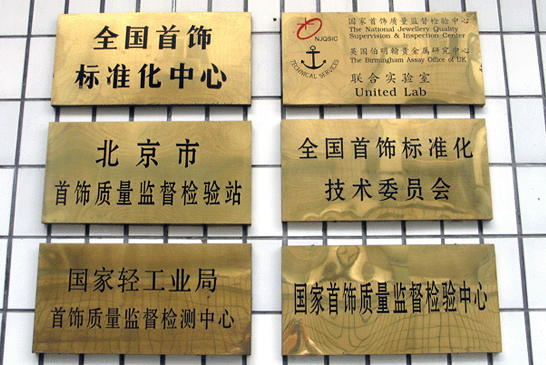 全国首饰
标准化中心
NJQSIC
TECHNICAL SERVICES
国家首饰质量监督检验中心
The National Jewellery Quality
Supervision & Inspection Center
英国伯明翰贵金属研究中心
The Birmingham Assay Office of UK
联合实验室
United Lab
北京市
首饰质量监督检验站
全国首饰标准化
技术委员会
国家轻工业局
首饰质量监督检测中心
国家首饰质量监督检验中心